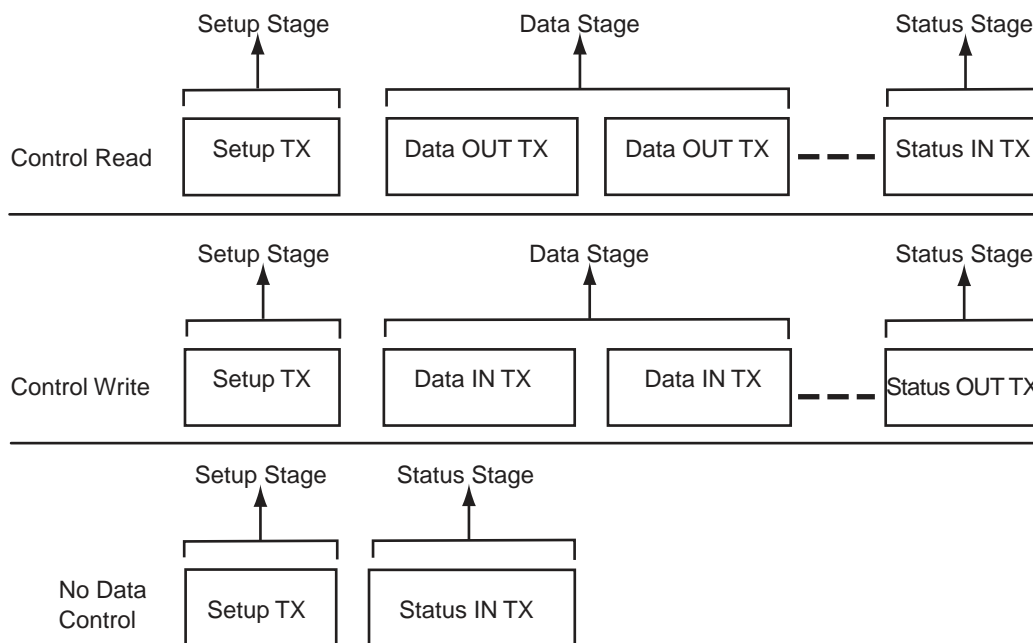 Setup Stage Data Stage Status Stage
Control Read Setup TX Data OUT TX Data OUT TX Status IN TX
Setup Stage Data Stage Status Stage
Control Write Setup TX Data IN TX Data IN TX Status OUT TX
Setup Stage Status Stage
No Data
Control Setup TX Status IN TX